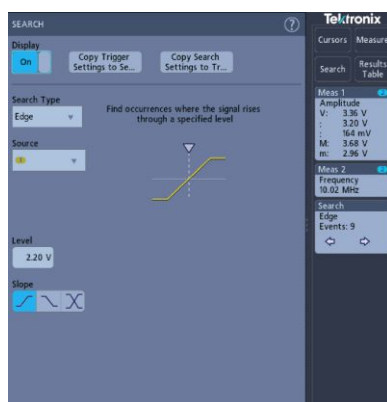 SEARCH
Display
On
Copy Trigger
Settings to Se...
Copy Search
Settings to Tr...
Search Type
Edge
Find occurrences where the signal rises
through a specified level
Source
1
Level
2.20 V
Slope
Tektronix
Cursors
Measure
Search
Results
Table
Meas 1
2
Amplitude
V: 3.36 V
: 3.20 V
: 164 mV
M: 3.68 V
m: 2.96 V
Meas 2
2
Frequency
10.02 MHz
Search
Edge
Events: 9